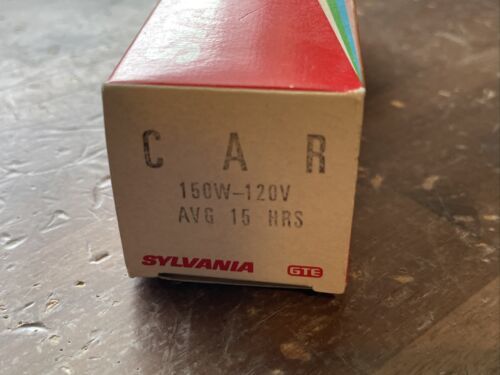 C A R
150W-120V
AVG 15 HRS
SYLVANIA GTE